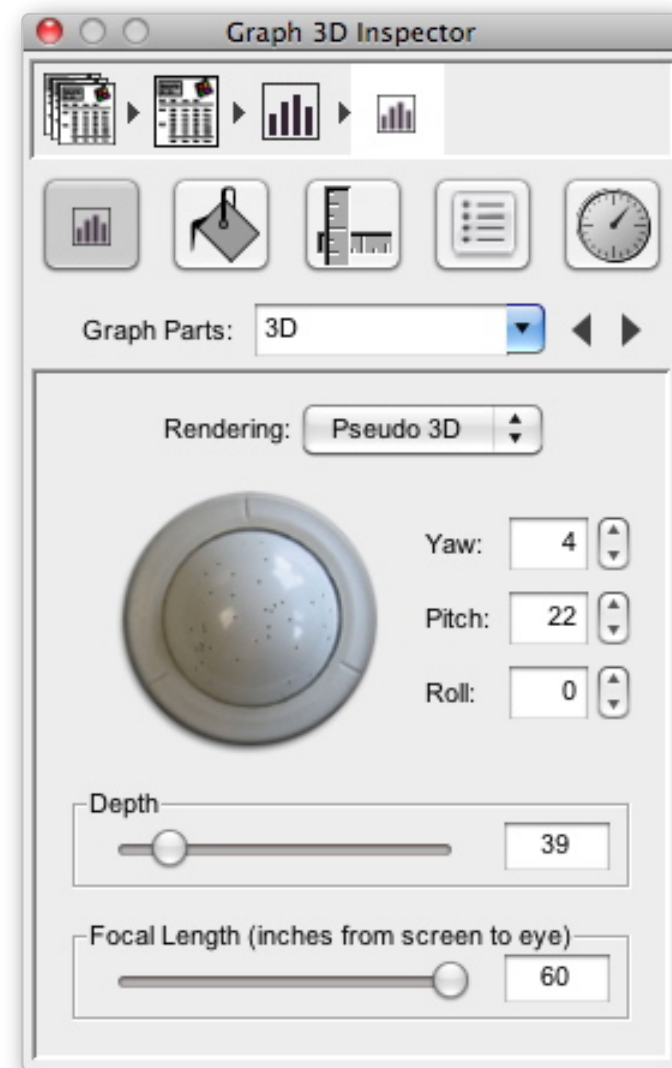 Graph 3D Inspector
Graph Parts: 3D
Rendering: Pseudo 3D
Yaw: 4
Pitch: 22
Roll: 0
Depth
39
Focal Length (inches from screen to eye)
60